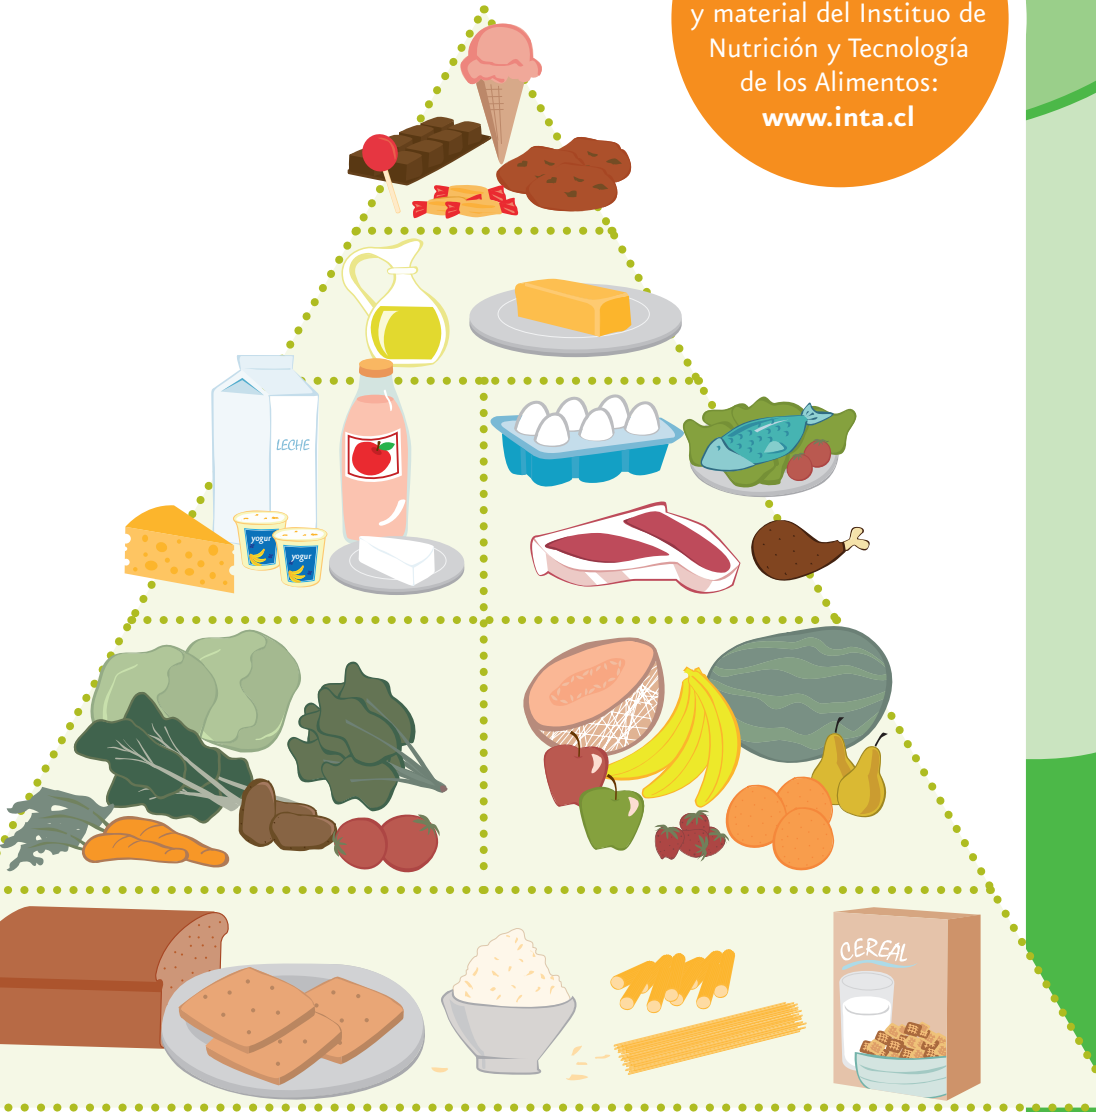 y material del Instituo de
Nutrición y Tecnología
de los Alimentos:
www.inta.cl
LECHE
yogur
yogur
CEREAL